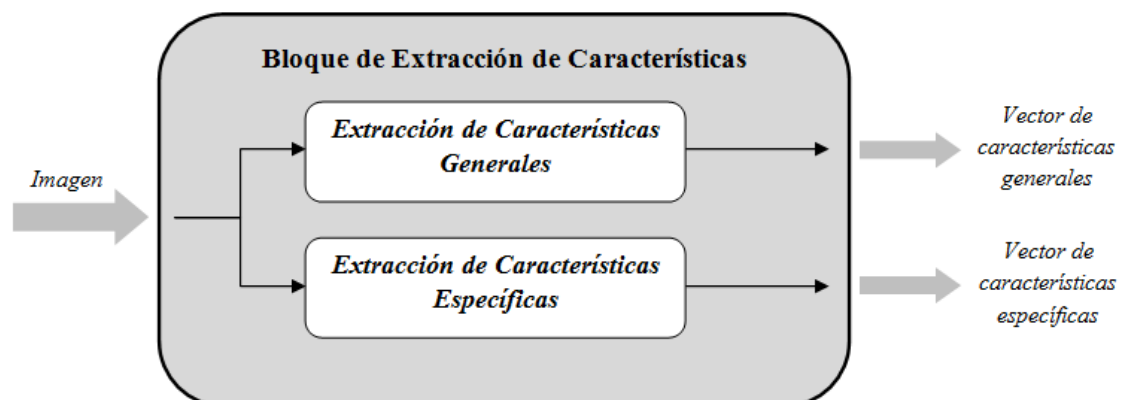 Bloque de Extracción de Características
Imagen
Extracción de Características
Generales
Vector de
características
generales
Extracción de Características
Específicas
Vector de
características
específicas